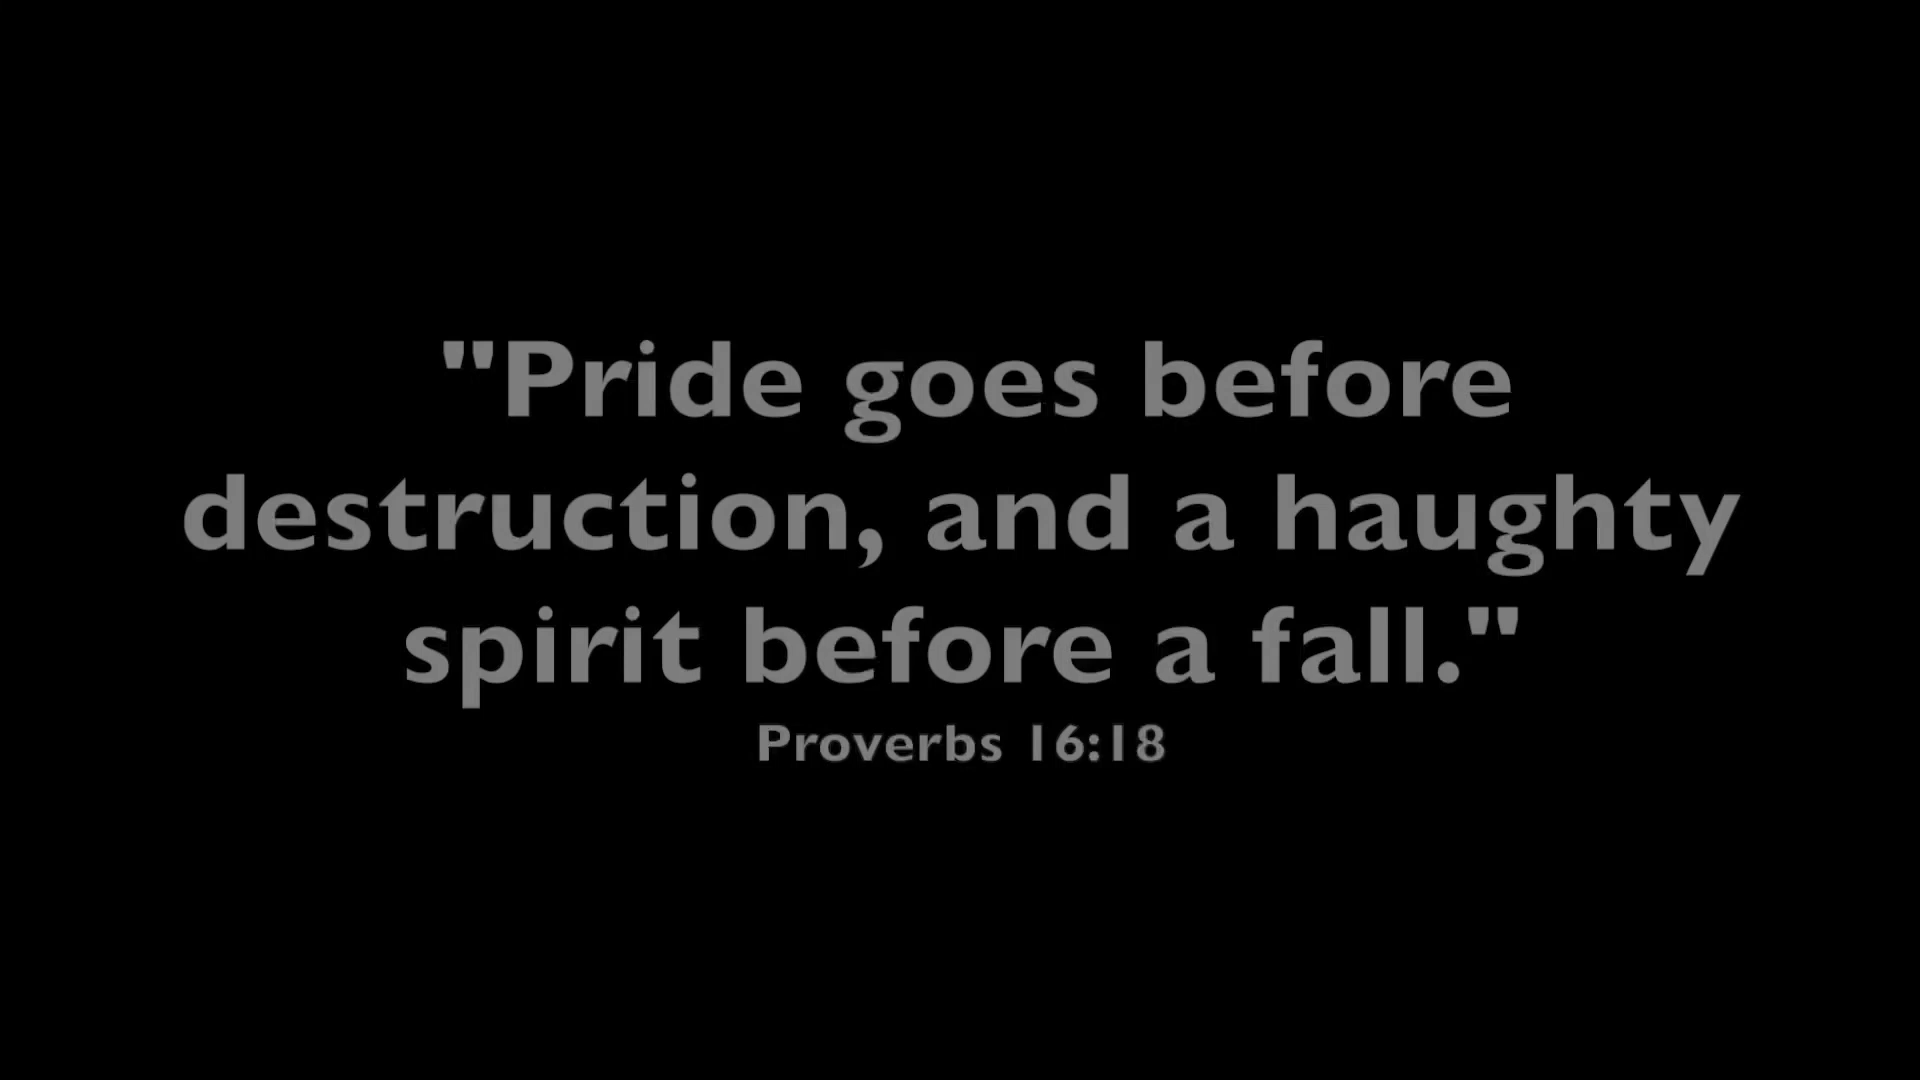 "Pride goes before
destruction, and a haughty
spirit before a fall."
Proverbs 16:18